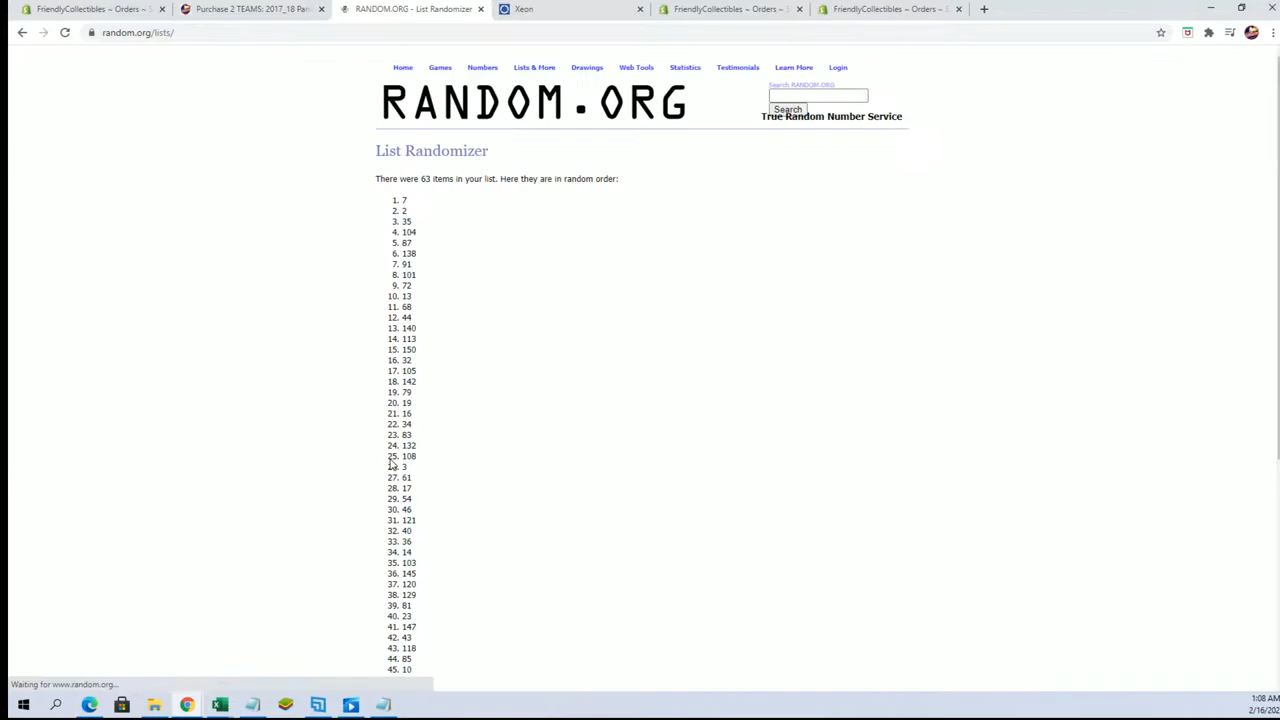 FriendlyCollectibles ~ Orders ~ S
Purchase 2 TEAMS: 2017_18 Pan
RANDOM.ORG - List Randomizer
Xeon
FriendlyCollectibles ~ Orders ~ S
FriendlyCollectibles ~ Orders ~ S
random.org/lists/
Home Games Numbers Lists & More Drawings Web Tools Statistics Testimonials Learn More Login
Search RANDOM.ORG
RANDOM.ORG
Search
True Random Number Service
List Randomizer
There were 63 items in your list. Here they are in random order:
1. 7
2. 2
3. 35
4. 104
5. 87
6. 138
7. 91
8. 101
9. 72
10. 13
11. 68
12. 44
13. 140
14. 113
15. 150
16. 32
17. 105
18. 142
19. 79
20. 19
21. 16
22. 34
23. 83
24. 132
25. 108
3
27. 61
28. 17
29. 54
30. 46
31. 121
32. 40
33. 36
34. 14
35. 103
36. 145
37. 120
38. 129
39. 81
40. 23
41. 147
42. 43
43. 118
44. 85
45. 10
Waiting for www.random.org...
1:08 AM
2/16/202